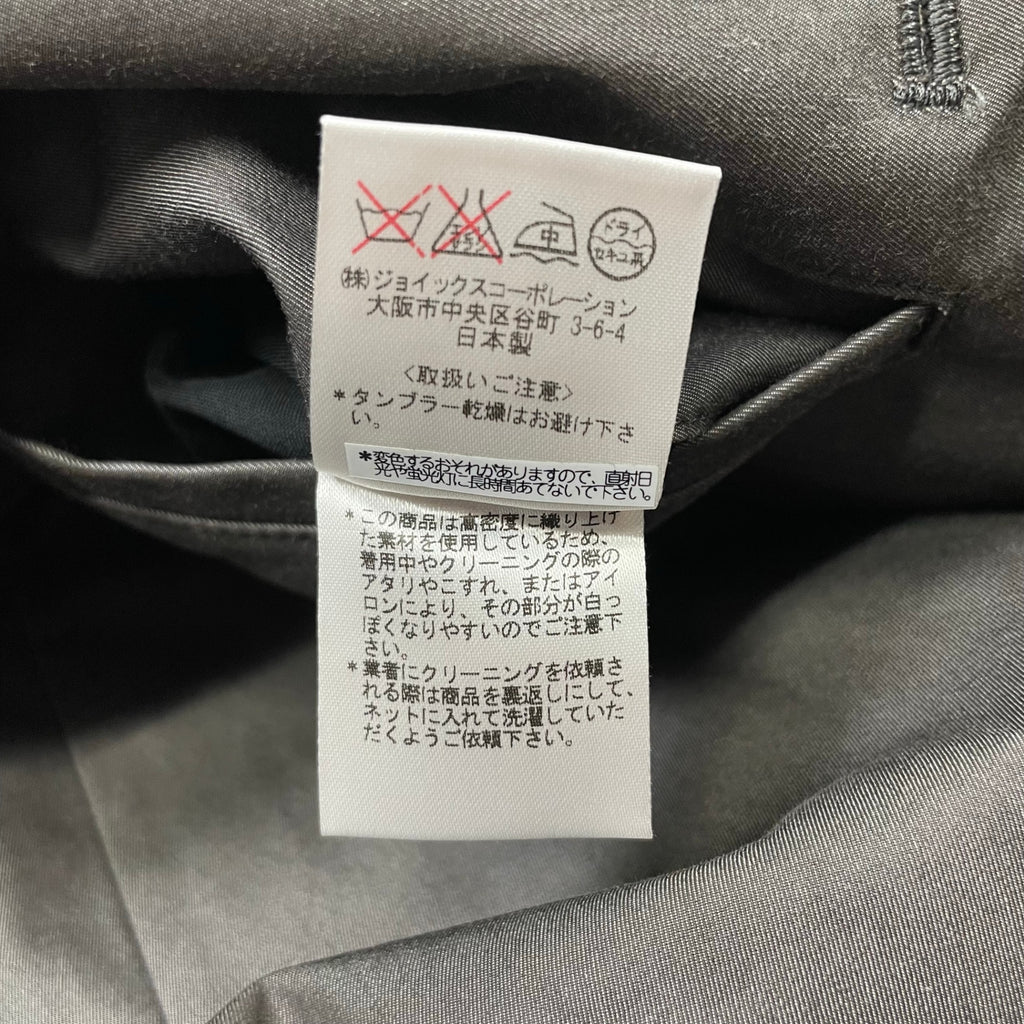 エンソ
サラシ
中
ドライ
セキユ系
㈱ジョイックスコーポレーション
大阪市中央区谷町 3-6-4
日本製
〈取扱いご注意〉
*タンブラー乾燥はお避け下さ
い。
*変色するおそれがありますので、直射日
光や蛍光灯に長時間あてないで下さい。
*この商品は高密度に織り上げ
た素材を使用しているため、
着用中やクリーニングの際の
アタリやこすれ、またはアイ
ロンにより、その部分が白っ
ぽくなりやすいのでご注意下
さい。
*業者にクリーニングを依頼さ
れる際は商品を裏返しにして、
ネットに入れて洗濯していた
だくようご依頼下さい。